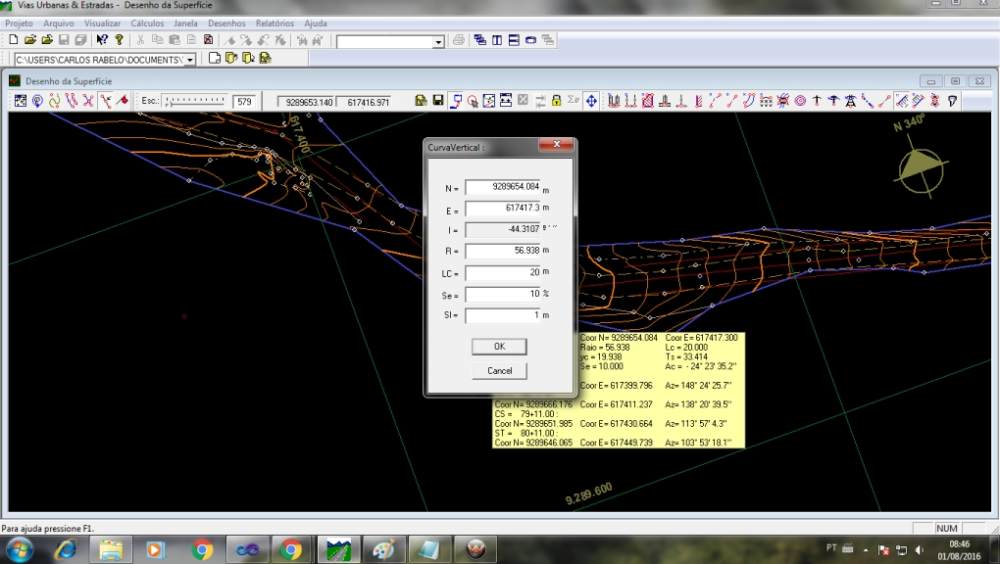 Vias Urbanas & Estradas - Desenho da Superfície
Projeto Arquivo Visualizar Cálculos Janela Desenhos Relatórios Ajuda
C:\USERS\CARLOS RABELO\DOCUMENTS\
Desenho da Superfície
Esc.: 579 9289653.140 617416.971
617.400
N 340°
CurvaVertical :
N = 9289654.084 m
E = 617417.3 m
I = -44.3107 º ' ''
R = 56.938 m
LC = 20 m
Se = 10 %
Sl = 1 m
OK
Cancel
Coor N= 9289654.084 Coor E= 617417.300
Raio = 56.938 Lc = 20.000
yc = 19.938 Ts = 33.414
Se = 10.000 Ac = - 24° 23' 35.2''
Coor E= 617399.796 Az= 148° 24' 25.7''
Coor N= 9289666.176 Coor E= 617411.237 Az= 138° 20' 39.5''
CS = 79+11.00 :
Coor N= 9289651.985 Coor E= 617430.664 Az= 113° 57' 4.3''
ST = 80+11.00 :
Coor N= 9289646.065 Coor E= 617449.739 Az= 103° 53' 18.1''
9.289.600
Para ajuda pressione F1.
NUM
PT
08:46
01/08/2016